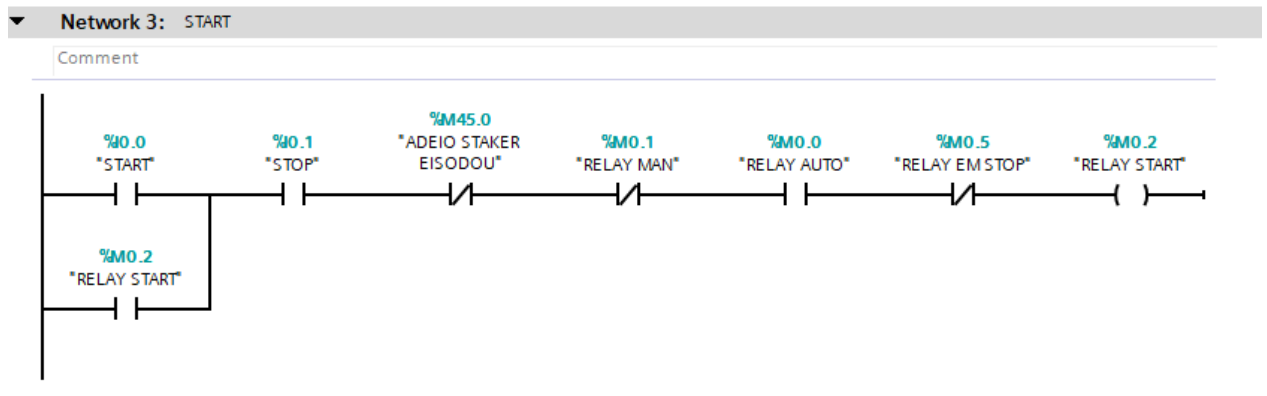 Network 3: START
Comment
%I0.0
"START"
%I0.1
"STOP"
%M45.0
"ADEIO STAKER
EISODOU"
%M0.1
"RELAY MAN"
%M0.0
"RELAY AUTO"
%M0.5
"RELAY EM STOP"
%M0.2
"RELAY START"
%M0.2
"RELAY START"